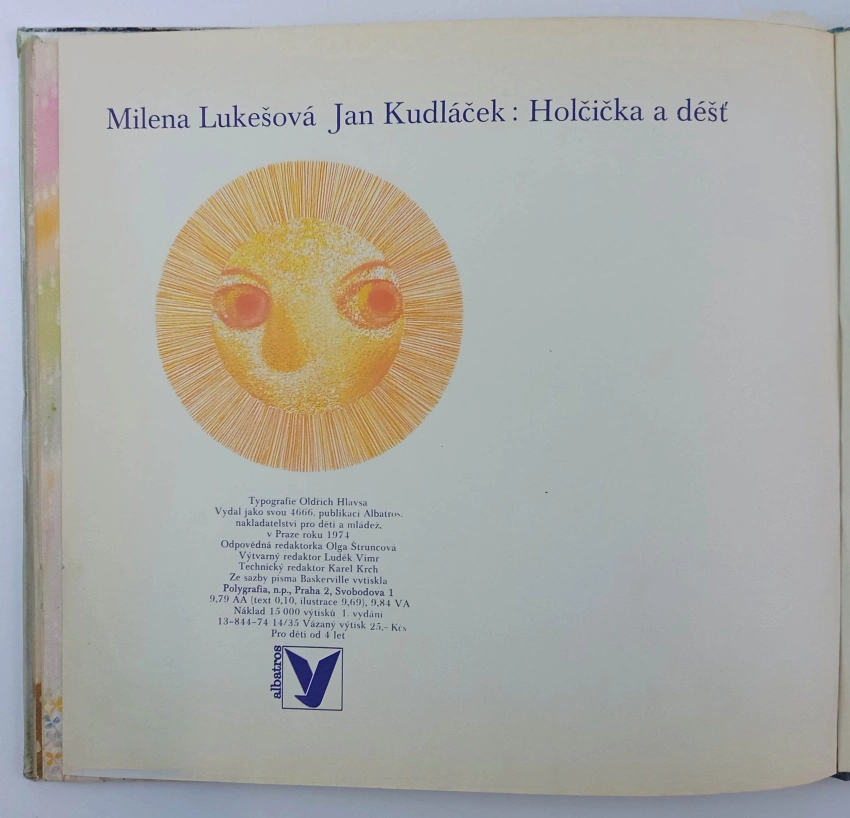 Milena Lukešová Jan Kudláček: Holčička a déšť
Typografie Oldřich Hlavsa
Vydal jako svou 4666. publikaci Albatros,
nakladatelství pro děti a mládež,
v Praze roku 1974
Odpovědná redaktorka Olga Štruncová
Výtvarný redaktor Luděk Vimr
Technický redaktor Karel Krch
Ze sazby písma Baskerville vytiskla
Polygrafia, n.p., Praha 2, Svobodova 1
9,79 AA (text 0,10, ilustrace 9,69), 9,84 VA
Náklad 15 000 výtisků 1. vydání
13-844-74 14/35 Vázaný výtisk 25,- Kčs
Pro děti od 4 let
albatros